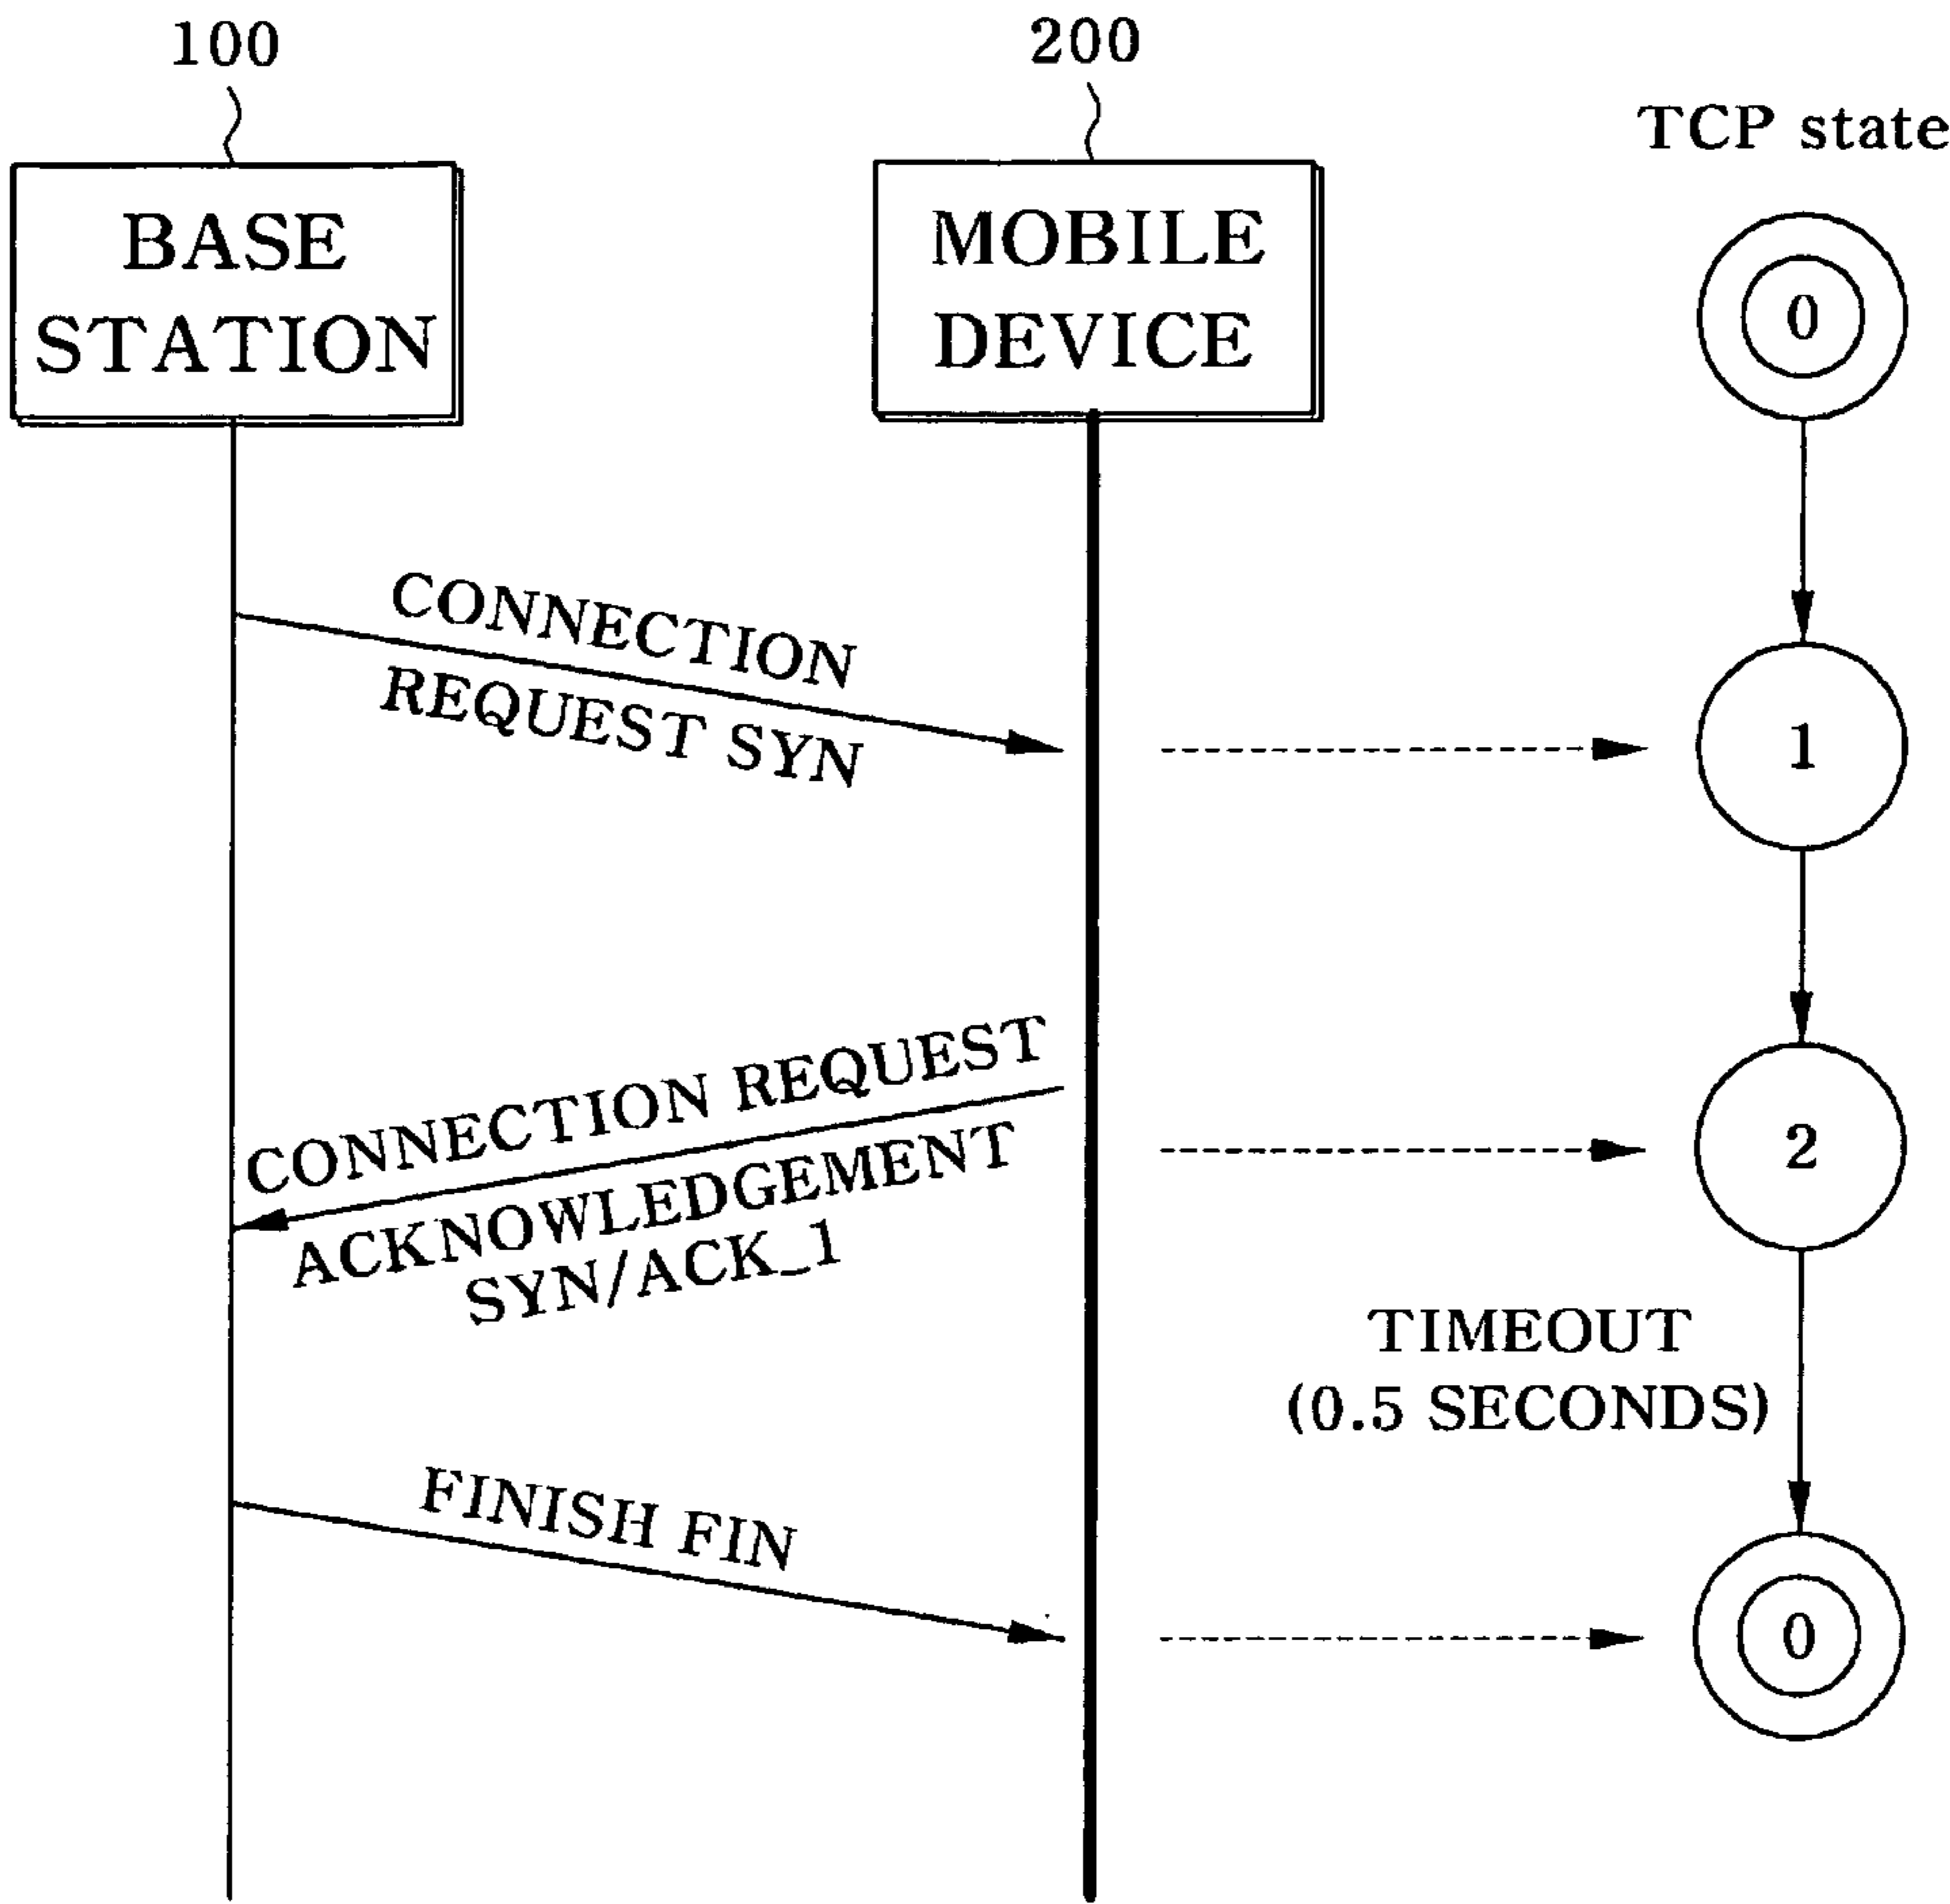 100
200
TCP state
BASE
STATION
MOBILE
DEVICE
0
CONNECTION
REQUEST SYN
1
CONNECTION REQUEST
ACKNOWLEDGEMENT
SYN/ACK_1
2
TIMEOUT
(0.5 SECONDS)
FINISH FIN
0